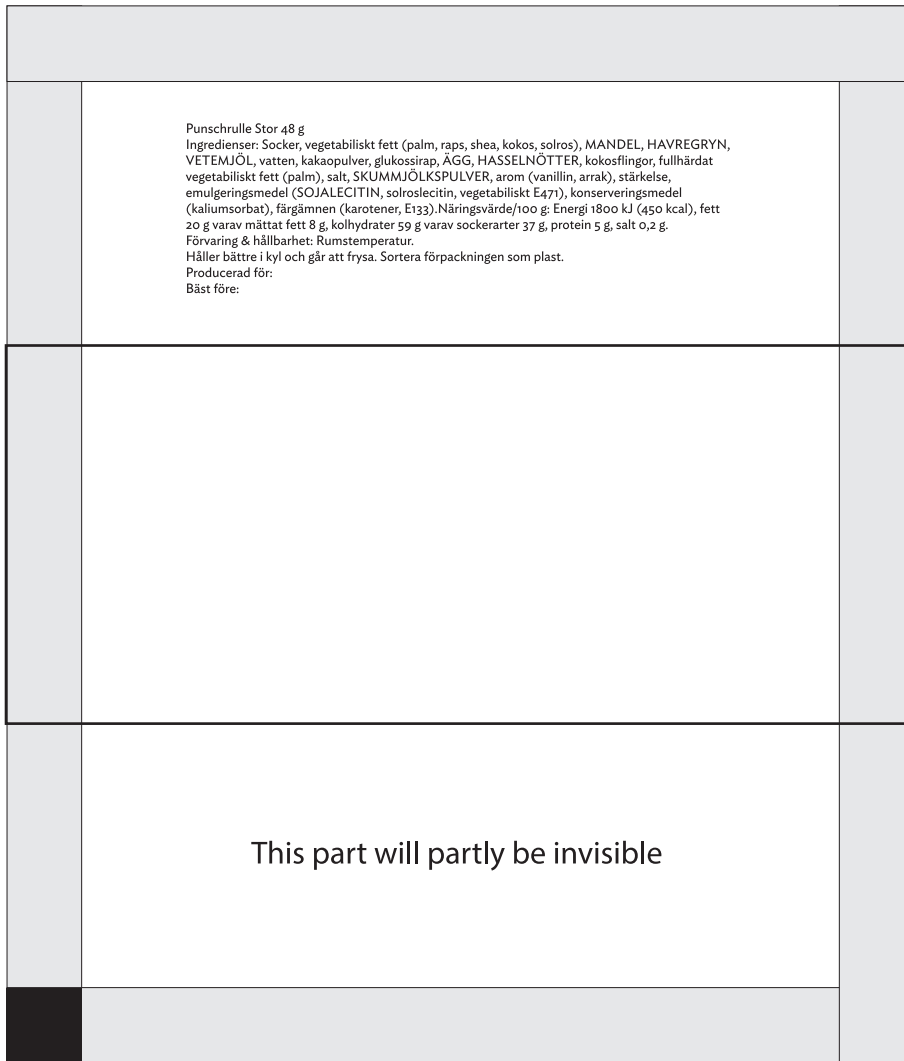 Punschrulle Stor 48 g
Ingredienser: Socker, vegetabiliskt fett (palm, raps, shea, kokos, solros), MANDEL, HAVREGRYN,
VETEMJÖL, vatten, kakaopulver, glukossirap, ÄGG, HASSELNÖTTER, kokosflingor, fullhärdat
vegetabiliskt fett (palm), salt, SKUMMJÖLKSPULVER, arom (vanillin, arrak), stärkelse,
emulgeringsmedel (SOJALECITIN, solroslecitin, vegetabiliskt E471), konserveringsmedel
(kaliumsorbat), färgämnen (karotener, E133).Näringsvärde/100 g: Energi 1800 kJ (450 kcal), fett
20 g varav mättat fett 8 g, kolhydrater 59 g varav sockerarter 37 g, protein 5 g, salt 0,2 g.
Förvaring & hållbarhet: Rumstemperatur.
Håller bättre i kyl och går att frysa. Sortera förpackningen som plast.
Producerad för:
Bäst före:
This part will partly be invisible